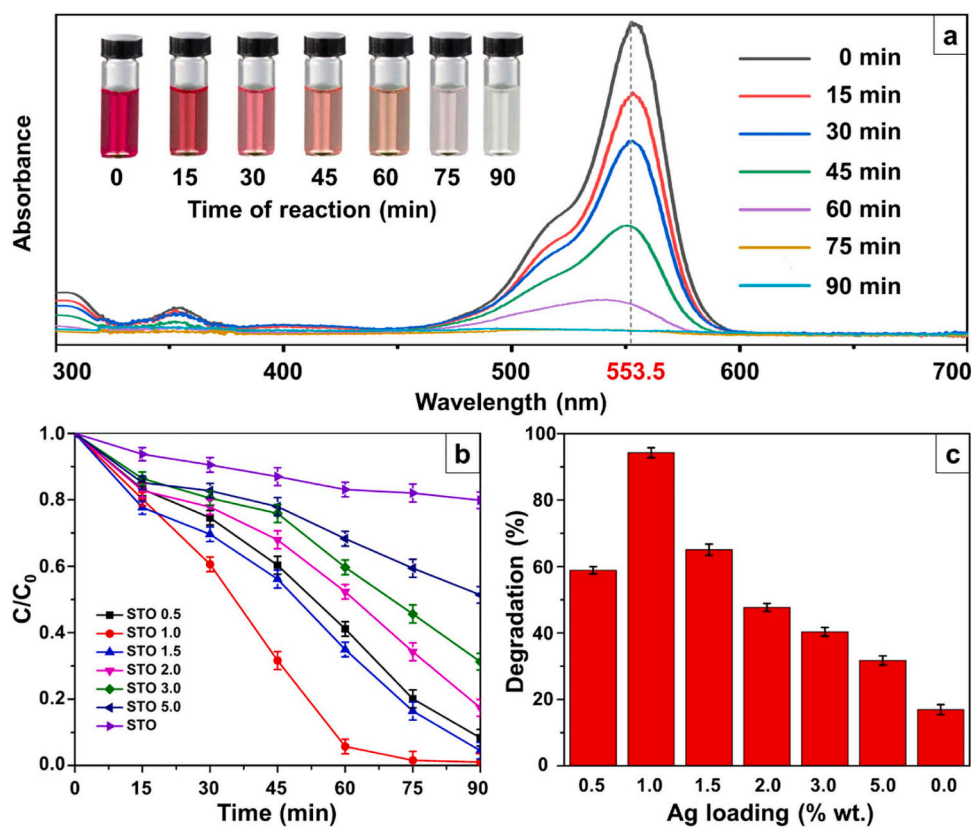 a
0 15 30 45 60 75 90
Time of reaction (min)
0 min
15 min
30 min
45 min
60 min
75 min
90 min
Absorbance
300 400 500 553.5 600 700
Wavelength (nm)
b
1.0
0.8
0.6
0.4
0.2
0.0
C/C0
STO 0.5
STO 1.0
STO 1.5
STO 2.0
STO 3.0
STO 5.0
STO
0 15 30 45 60 75 90
Time (min)
c
100
80
60
40
20
0
Degradation (%)
0.5 1.0 1.5 2.0 3.0 5.0 0.0
Ag loading (% wt.)